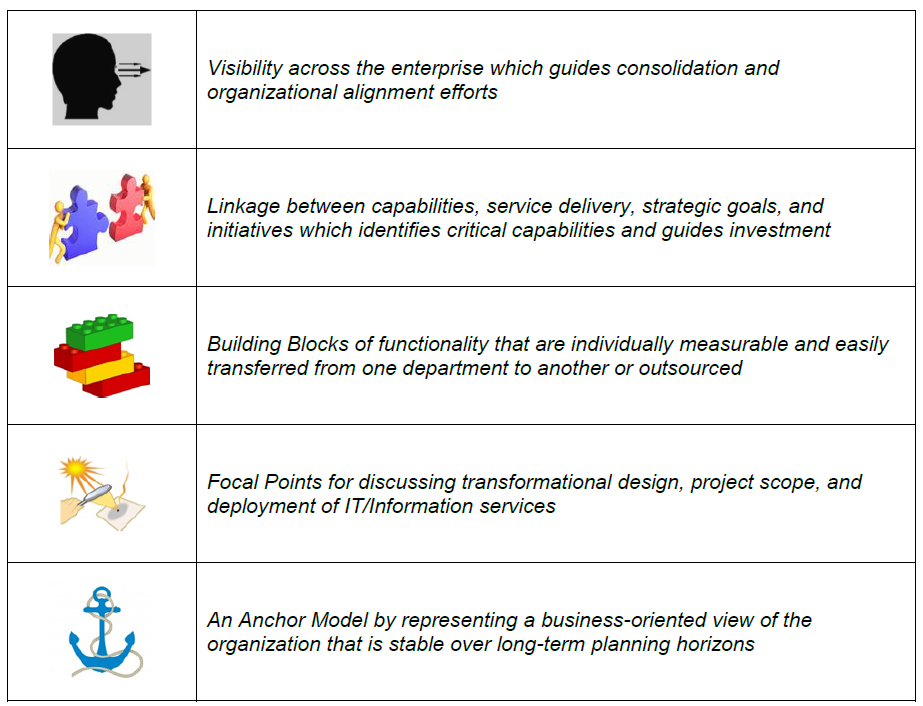 Visibility across the enterprise which guides consolidation and
organizational alignment efforts
Linkage between capabilities, service delivery, strategic goals, and
initiatives which identifies critical capabilities and guides investment
Building Blocks of functionality that are individually measurable and easily
transferred from one department to another or outsourced
Focal Points for discussing transformational design, project scope, and
deployment of IT/Information services
An Anchor Model by representing a business-oriented view of the
organization that is stable over long-term planning horizons